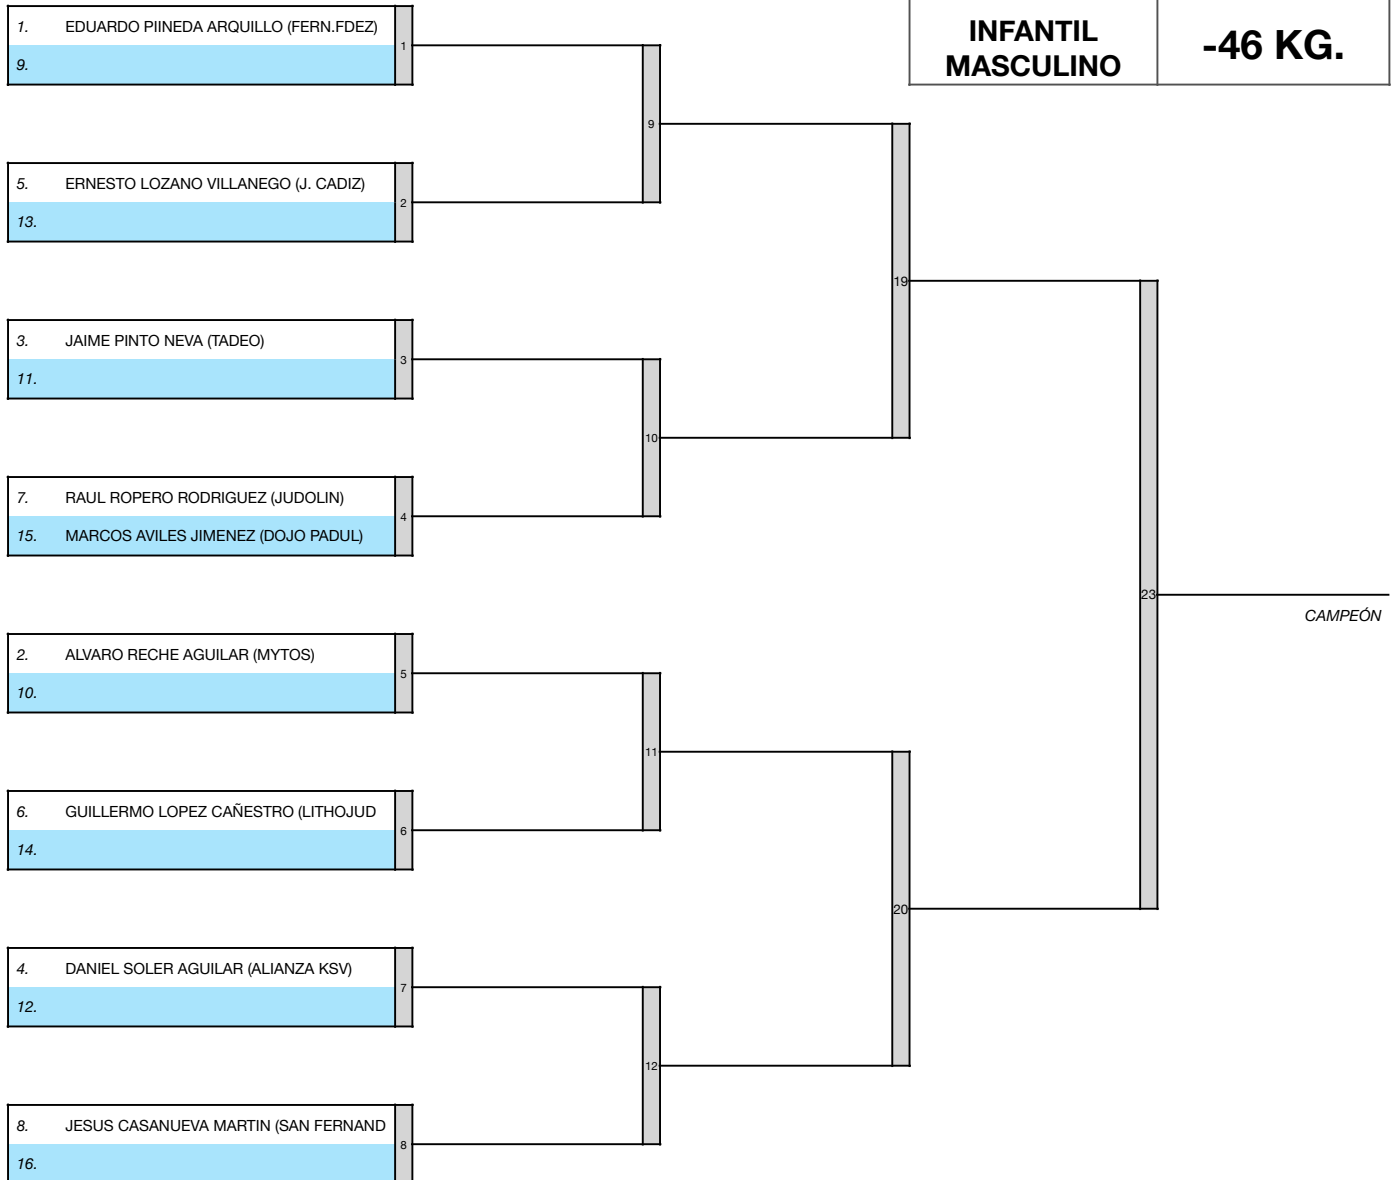 INFANTIL
MASCULINO
-46 KG.
1. EDUARDO PIINEDA ARQUILLO (FERN.FDEZ)
1
9.
9
5. ERNESTO LOZANO VILLANEGO (J. CADIZ)
2
13.
19
3. JAIME PINTO NEVA (TADEO)
3
11.
10
7. RAUL ROPERO RODRIGUEZ (JUDOLIN)
4
15. MARCOS AVILES JIMENEZ (DOJO PADUL)
23
CAMPEÓN
2. ALVARO RECHE AGUILAR (MYTOS)
5
10.
11
6. GUILLERMO LOPEZ CAÑESTRO (LITHOJUD
6
14.
20
4. DANIEL SOLER AGUILAR (ALIANZA KSV)
7
12.
12
8. JESUS CASANUEVA MARTIN (SAN FERNAND
8
16.